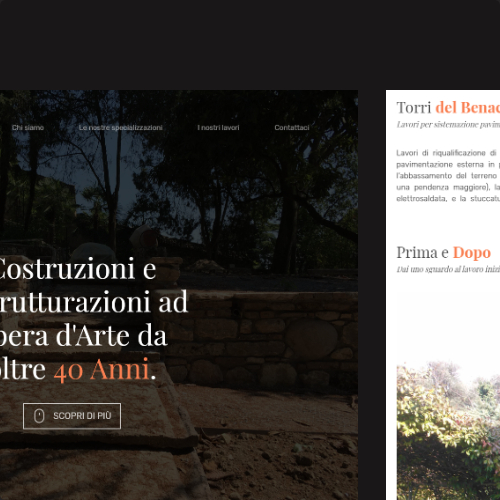 Chi siamo
Le nostre specializzazioni
I nostri lavori
Contattaci
Costruzioni e
rutturazioni ad
pera d'Arte da
oltre 40 Anni.
SCOPRI DI PIÙ
Torri del Benac
Lavori per sistemazione pavim
Lavori di riqualificazione di
pavimentazione esterna in p
l'abbassamento del terreno
una pendenza maggiore), la
elettrosaldata, e la stuccatu
Prima e Dopo
Dai uno sguardo al lavoro inizi